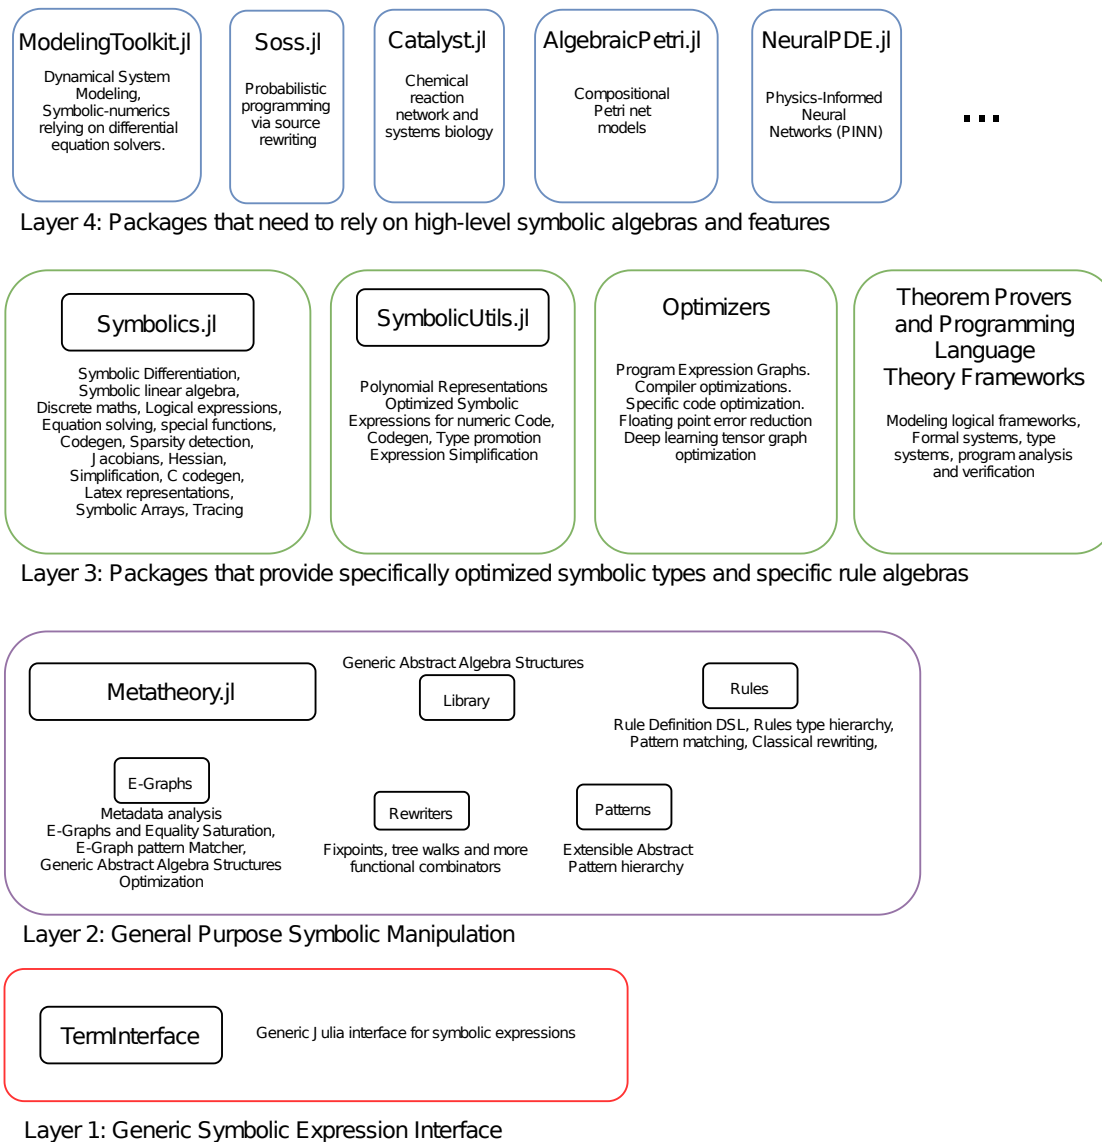 ModelingToolkit.jl
Dynamical System
Modeling,
Symbolic-numerics
relying on differential
equation solvers.
Soss.jl
Probabilistic
programming
via source
rewriting
Catalyst.jl
Chemical
reaction
network and
systems biology
AlgebraicPetri.jl
Compositional
Petri net
models
NeuralPDE.jl
Physics-Informed
Neural
Networks (PINN)
...
Layer 4: Packages that need to rely on high-level symbolic algebras and features
Symbolics.jl
Symbolic Differentiation,
Symbolic linear algebra,
Discrete maths, Logical expressions,
Equation solving, special functions,
Codegen, Sparsity detection,
Jacobians, Hessian,
Simplification, C codegen,
Latex representations,
Symbolic Arrays, Tracing
SymbolicUtils.jl
Polynomial Representations
Optimized Symbolic
Expressions for numeric Code,
Codegen, Type promotion
Expression Simplification
Optimizers
Program Expression Graphs.
Compiler optimizations.
Specific code optimization.
Floating point error reduction
Deep learning tensor graph
optimization
Theorem Provers
and Programming
Language
Theory Frameworks
Modeling logical frameworks,
Formal systems, type
systems, program analysis
and verification
Layer 3: Packages that provide specifically optimized symbolic types and specific rule algebras
Metatheory.jl
Generic Abstract Algebra Structures
Library
Rules
Rule Definition DSL, Rules type hierarchy,
Pattern matching, Classical rewriting,
E-Graphs
Metadata analysis
E-Graphs and Equality Saturation,
E-Graph pattern Matcher,
Generic Abstract Algebra Structures
Optimization
Rewriters
Fixpoints, tree walks and more
functional combinators
Patterns
Extensible Abstract
Pattern hierarchy
Layer 2: General Purpose Symbolic Manipulation
TermInterface
Generic Julia interface for symbolic expressions
Layer 1: Generic Symbolic Expression Interface